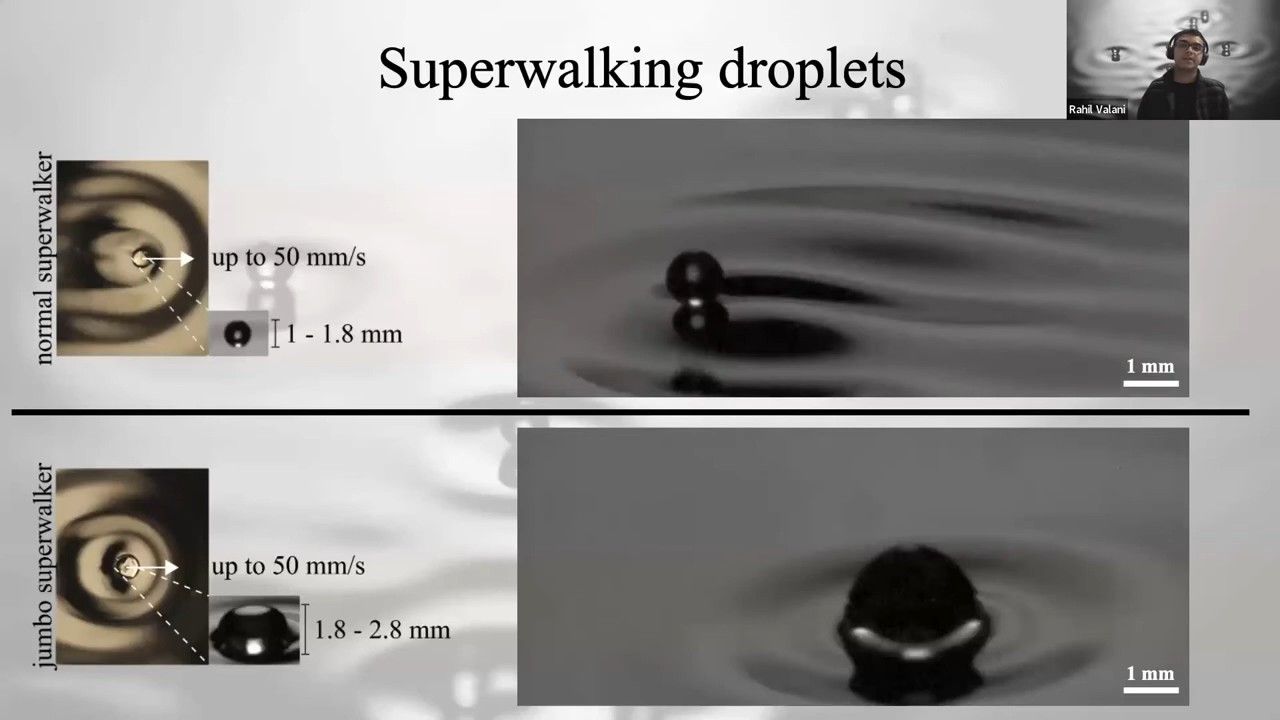 Superwalking droplets
Rahil Valani
normal superwalker
up to 50 mm/s
1 - 1.8 mm
1 mm
jumbo superwalker
up to 50 mm/s
1.8 - 2.8 mm
1 mm